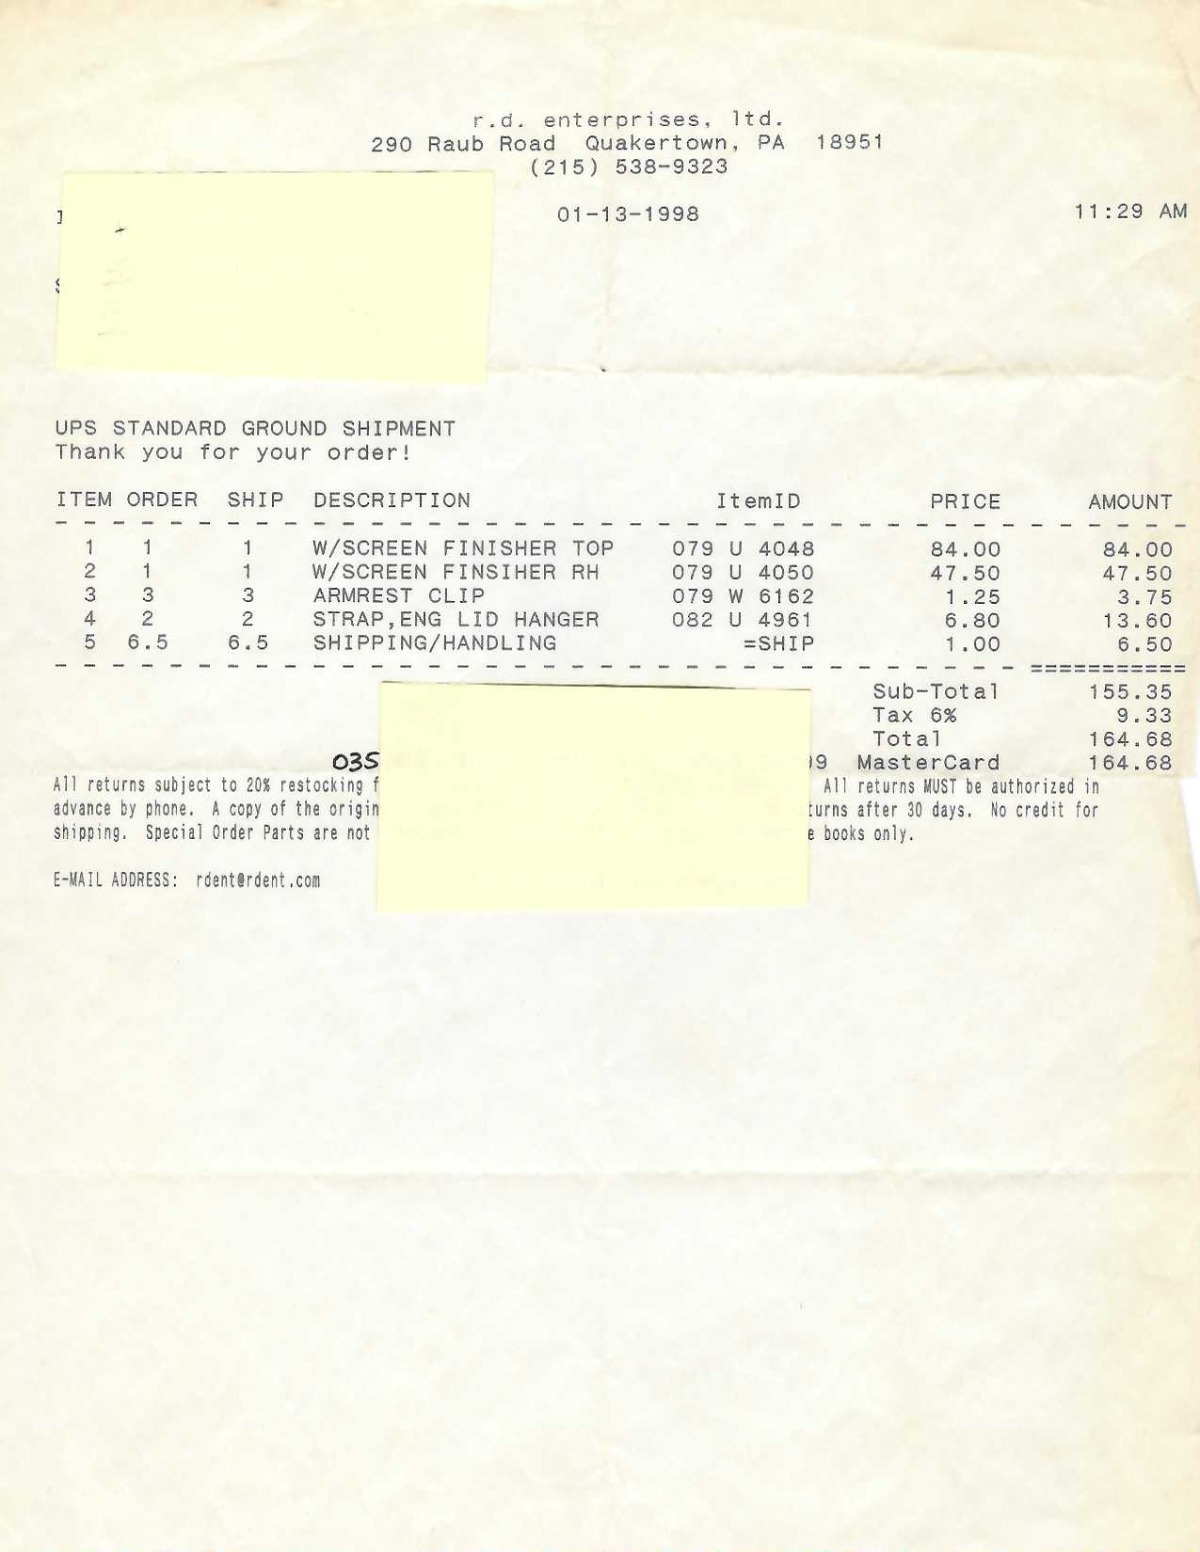 r.d. enterprises, ltd.
290 Raub Road Quakertown, PA 18951
(215) 538-9323
01-13-1998 11:29 AM
UPS STANDARD GROUND SHIPMENT
Thank you for your order!
ITEM ORDER SHIP DESCRIPTION ItemID PRICE AMOUNT
1 1 1 W/SCREEN FINISHER TOP 079 U 4048 84.00 84.00
2 1 1 W/SCREEN FINSIHER RH 079 U 4050 47.50 47.50
3 3 3 ARMREST CLIP 079 W 6162 1.25 3.75
4 2 2 STRAP,ENG LID HANGER 082 U 4961 6.80 13.60
5 6.5 6.5 SHIPPING/HANDLING =SHIP 1.00 6.50
Sub-Total 155.35
Tax 6% 9.33
Total 164.68
035 99 MasterCard 164.68
All returns subject to 20% restocking f All returns MUST be authorized in
advance by phone. A copy of the origin turns after 30 days. No credit for
shipping. Special Order Parts are not e books only.
E-MAIL ADDRESS: rdent@rdent.com